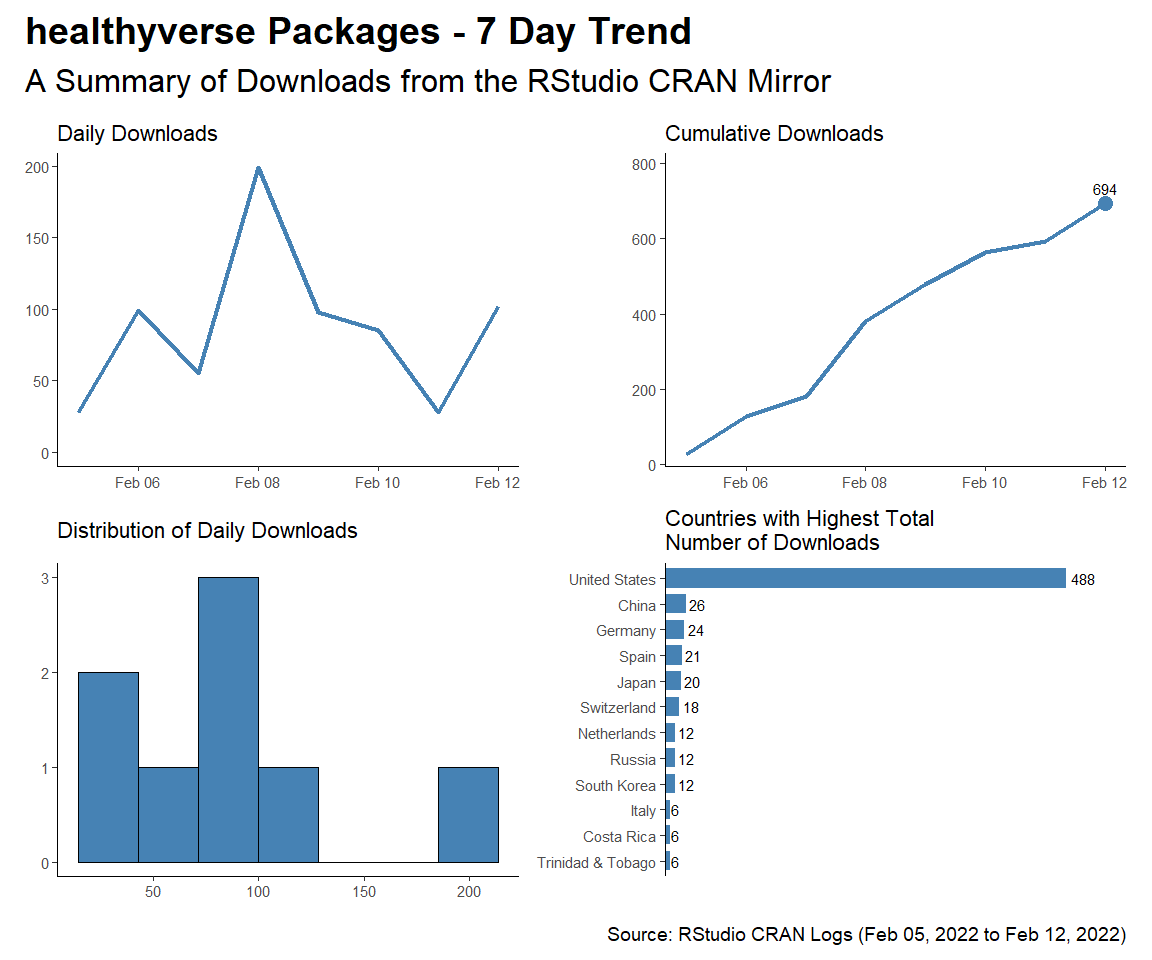 healthyverse Packages - 7 Day Trend
A Summary of Downloads from the RStudio CRAN Mirror
Daily Downloads
200
150
100
50
0
Feb 06
Feb 08
Feb 10
Feb 12
Cumulative Downloads
800
600
400
200
0
694
Feb 06
Feb 08
Feb 10
Feb 12
Distribution of Daily Downloads
3
2
1
0
50
100
150
200
Countries with Highest Total
Number of Downloads
United States 488
China 26
Germany 24
Spain 21
Japan 20
Switzerland 18
Netherlands 12
Russia 12
South Korea 12
Italy 6
Costa Rica 6
Trinidad & Tobago 6
Source: RStudio CRAN Logs (Feb 05, 2022 to Feb 12, 2022)